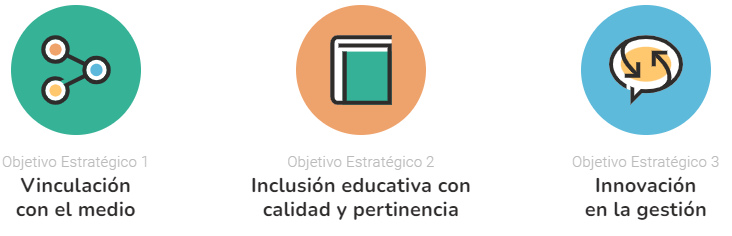 Objetivo Estratégico 1
Vinculación
con el medio
Objetivo Estratégico 2
Inclusión educativa con
calidad y pertinencia
Objetivo Estratégico 3
Innovación
en la gestión